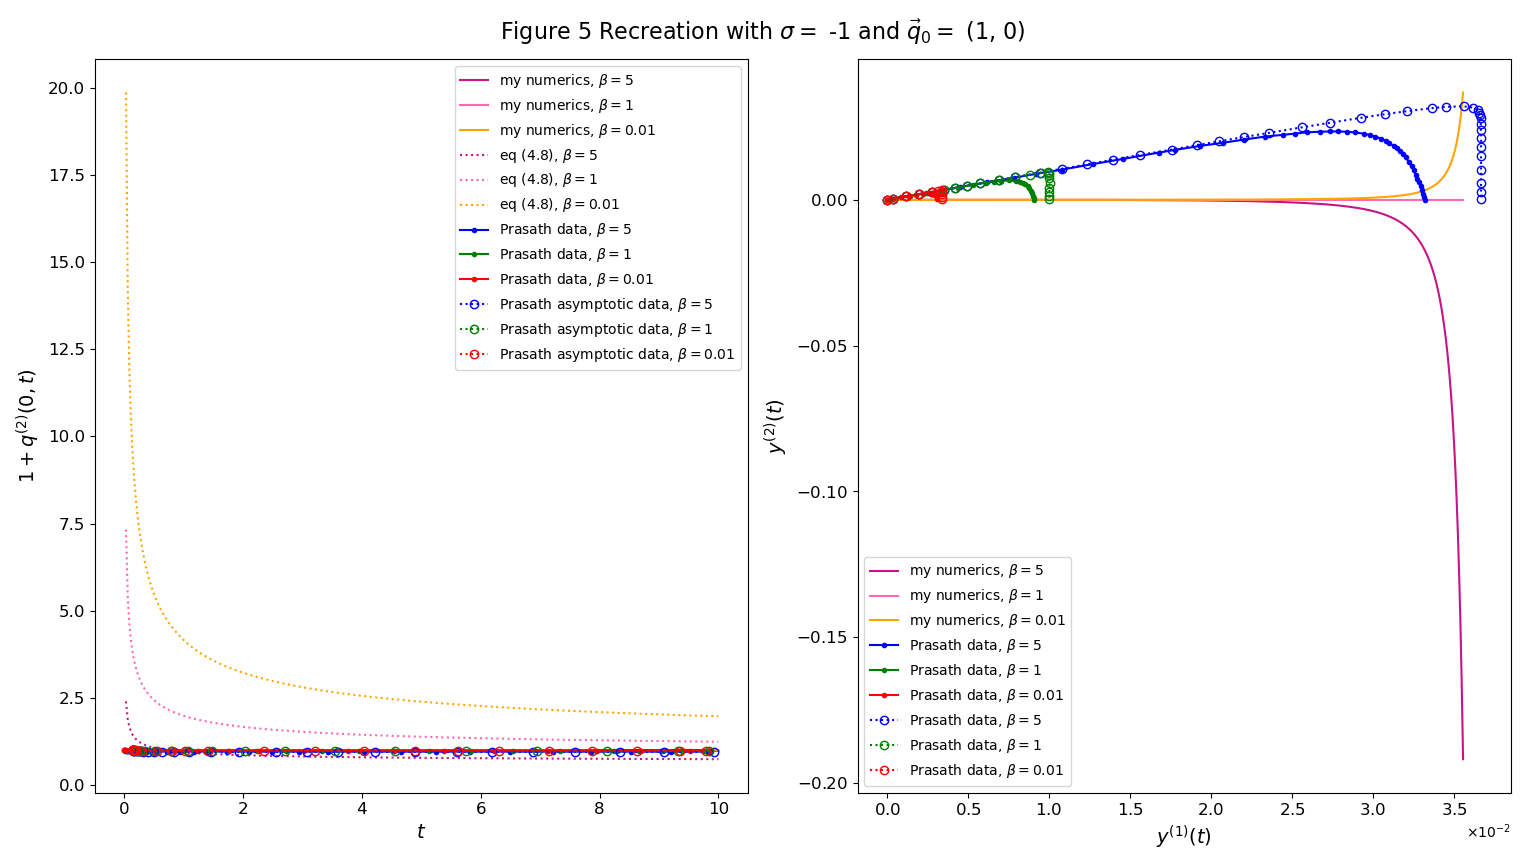 Figure 5 Recreation with σ = -1 and q⃗₀ = (1, 0)
1 + q⁽²⁾(0, t)
20.0
17.5
15.0
12.5
10.0
7.5
5.0
2.5
0.0
my numerics, β = 5
my numerics, β = 1
my numerics, β = 0.01
eq (4.8), β = 5
eq (4.8), β = 1
eq (4.8), β = 0.01
Prasath data, β = 5
Prasath data, β = 1
Prasath data, β = 0.01
Prasath asymptotic data, β = 5
Prasath asymptotic data, β = 1
Prasath asymptotic data, β = 0.01
0 2 4 6 8 10
t
y⁽²⁾(t)
0.00
−0.05
−0.10
−0.15
−0.20
my numerics, β = 5
my numerics, β = 1
my numerics, β = 0.01
Prasath data, β = 5
Prasath data, β = 1
Prasath data, β = 0.01
Prasath data, β = 5
Prasath data, β = 1
Prasath data, β = 0.01
0.0 0.5 1.0 1.5 2.0 2.5 3.0 3.5
×10⁻²
y⁽¹⁾(t)